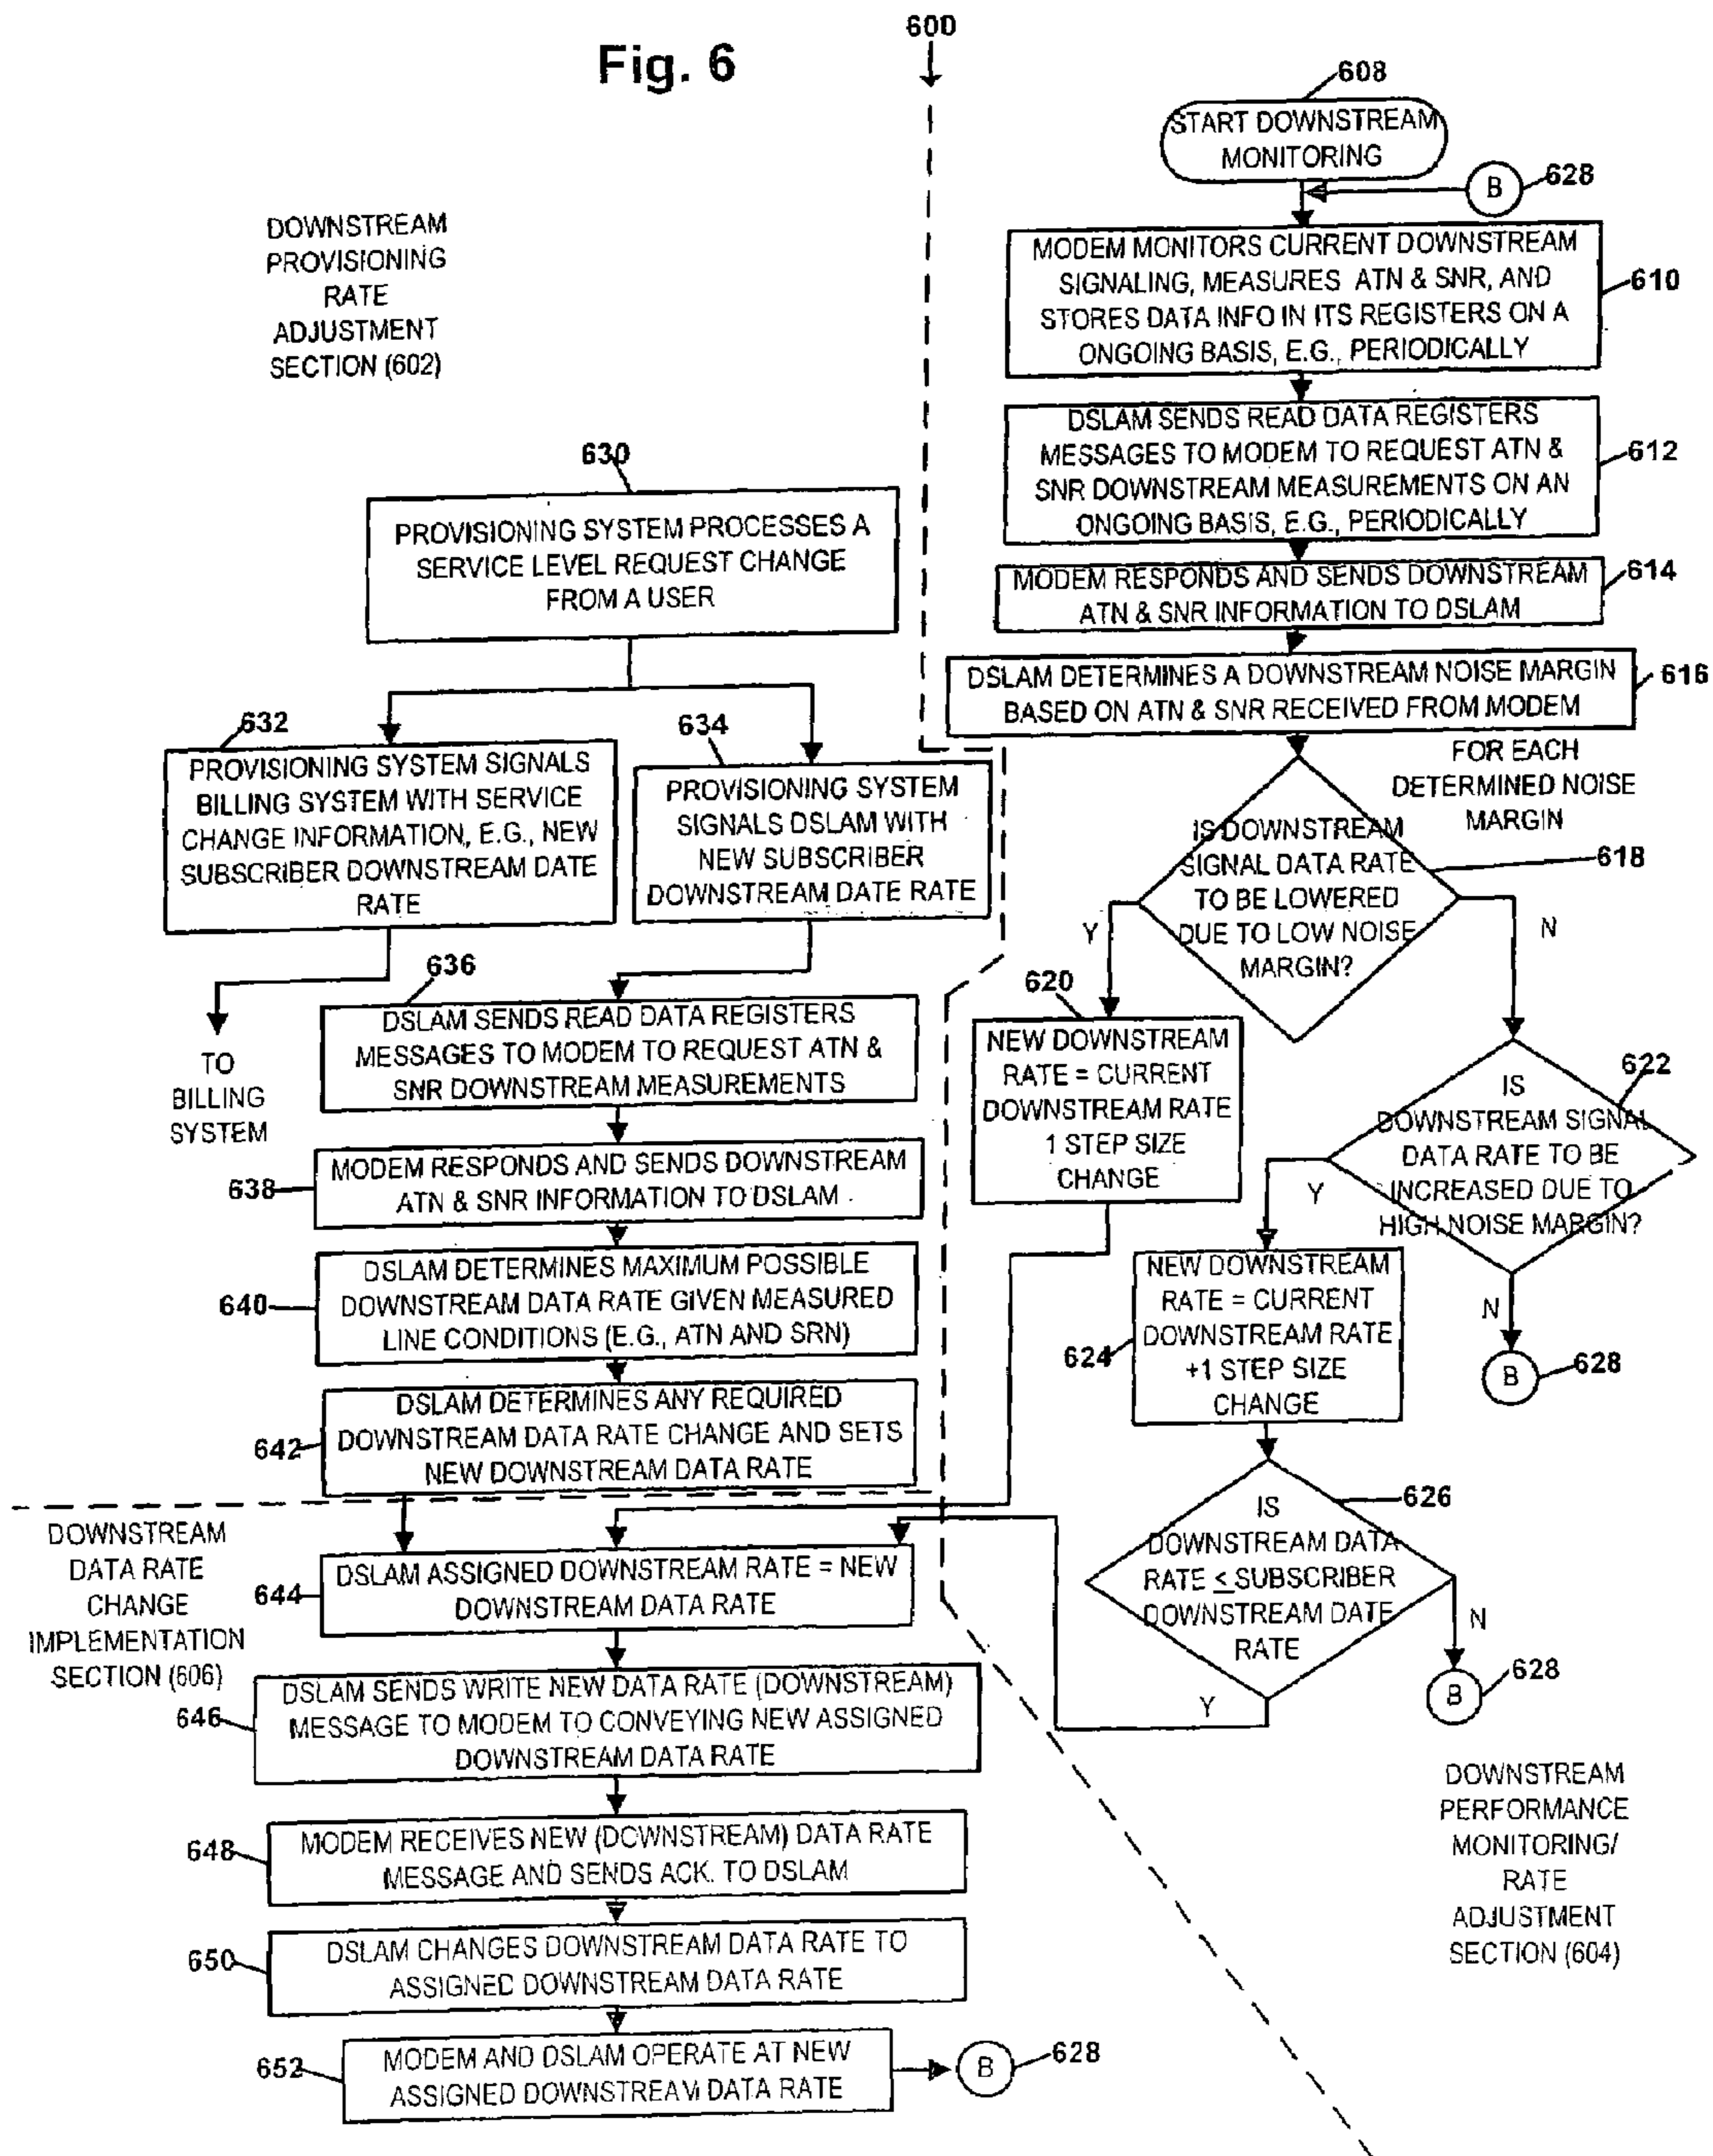 Fig. 6
600
608
START DOWNSTREAM
MONITORING
B
628
MODEM MONITORS CURRENT DOWNSTREAM
SIGNALING, MEASURES ATN & SNR, AND
STORES DATA INFO IN ITS REGISTERS ON A
ONGOING BASIS, E.G., PERIODICALLY
610
DSLAM SENDS READ DATA REGISTERS
MESSAGES TO MODEM TO REQUEST ATN &
SNR DOWNSTREAM MEASUREMENTS ON AN
ONGOING BASIS, E.G., PERIODICALLY
612
MODEM RESPONDS AND SENDS DOWNSTREAM
ATN & SNR INFORMATION TO DSLAM
614
DSLAM DETERMINES A DOWNSTREAM NOISE MARGIN
BASED ON ATN & SNR RECEIVED FROM MODEM
616
FOR EACH
DETERMINED NOISE
MARGIN
IS DOWNSTREAM
SIGNAL DATA RATE
TO BE LOWERED
DUE TO LOW NOISE
MARGIN?
618
Y
N
620
NEW DOWNSTREAM
RATE = CURRENT
DOWNSTREAM RATE
1 STEP SIZE
CHANGE
622
IS
DOWNSTREAM SIGNAL
DATA RATE TO BE
INCREASED DUE TO
HIGH NOISE MARGIN?
Y
N
B
628
NEW DOWNSTREAM
RATE = CURRENT
DOWNSTREAM RATE
+1 STEP SIZE
CHANGE
624
626
IS
DOWNSTREAM DATA
RATE ≤ SUBSCRIBER
DOWNSTREAM DATE
RATE
Y
N
B
628
DOWNSTREAM
PERFORMANCE
MONITORING/
RATE
ADJUSTMENT
SECTION (604)
DOWNSTREAM
PROVISIONING
RATE
ADJUSTMENT
SECTION (602)
630
PROVISIONING SYSTEM PROCESSES A
SERVICE LEVEL REQUEST CHANGE
FROM A USER
632
PROVISIONING SYSTEM SIGNALS
BILLING SYSTEM WITH SERVICE
CHANGE INFORMATION, E.G., NEW
SUBSCRIBER DOWNSTREAM DATE
RATE
TO
BILLING
SYSTEM
634
PROVISIONING SYSTEM
SIGNALS DSLAM WITH
NEW SUBSCRIBER
DOWNSTREAM DATE RATE
636
DSLAM SENDS READ DATA REGISTERS
MESSAGES TO MODEM TO REQUEST ATN &
SNR DOWNSTREAM MEASUREMENTS
638
MODEM RESPONDS AND SENDS DOWNSTREAM
ATN & SNR INFORMATION TO DSLAM
640
DSLAM DETERMINES MAXIMUM POSSIBLE
DOWNSTREAM DATA RATE GIVEN MEASURED
LINE CONDITIONS (E.G., ATN AND SRN)
642
DSLAM DETERMINES ANY REQUIRED
DOWNSTREAM DATA RATE CHANGE AND SETS
NEW DOWNSTREAM DATA RATE
DOWNSTREAM
DATA RATE
CHANGE
IMPLEMENTATION
SECTION (606)
644
DSLAM ASSIGNED DOWNSTREAM RATE = NEW
DOWNSTREAM DATA RATE
646
DSLAM SENDS WRITE NEW DATA RATE (DOWNSTREAM)
MESSAGE TO MODEM TO CONVEYING NEW ASSIGNED
DOWNSTREAM DATA RATE
648
MODEM RECEIVES NEW (DOWNSTREAM) DATA RATE
MESSAGE AND SENDS ACK. TO DSLAM
650
DSLAM CHANGES DOWNSTREAM DATA RATE TO
ASSIGNED DOWNSTREAM DATA RATE
652
MODEM AND DSLAM OPERATE AT NEW
ASSIGNED DOWNSTREAM DATA RATE
B
628